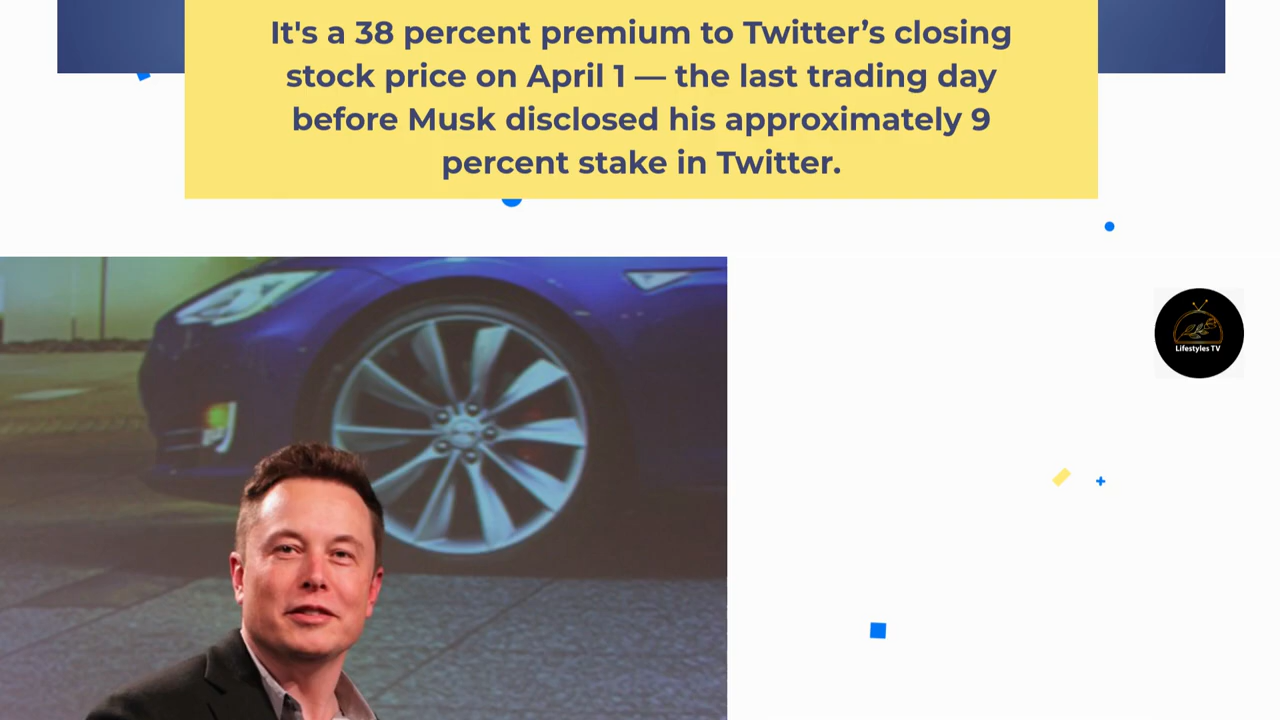 It's a 38 percent premium to Twitter’s closing
stock price on April 1 — the last trading day
before Musk disclosed his approximately 9
percent stake in Twitter.
Lifestyles TV